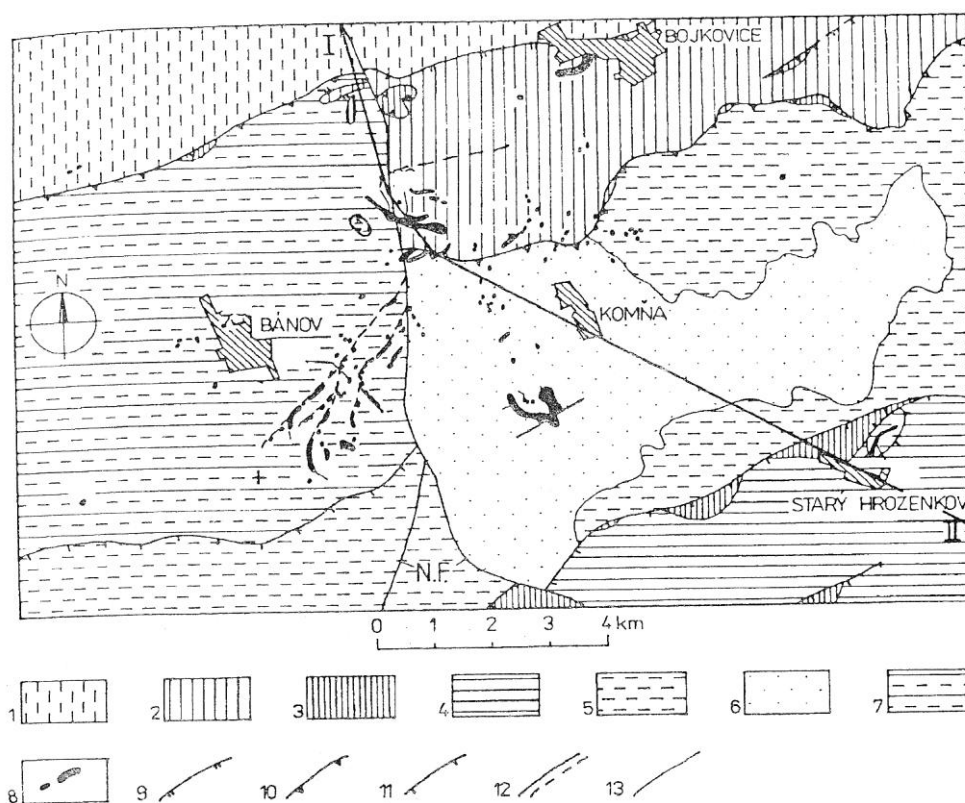 I
BOJKOVICE
N
BÁNOV
KOMŇA
STARÝ HROZENKOV
II
N.F.
0 1 2 3 4 km
1 2 3 4 5 6 7
8 9 10 11 12 13